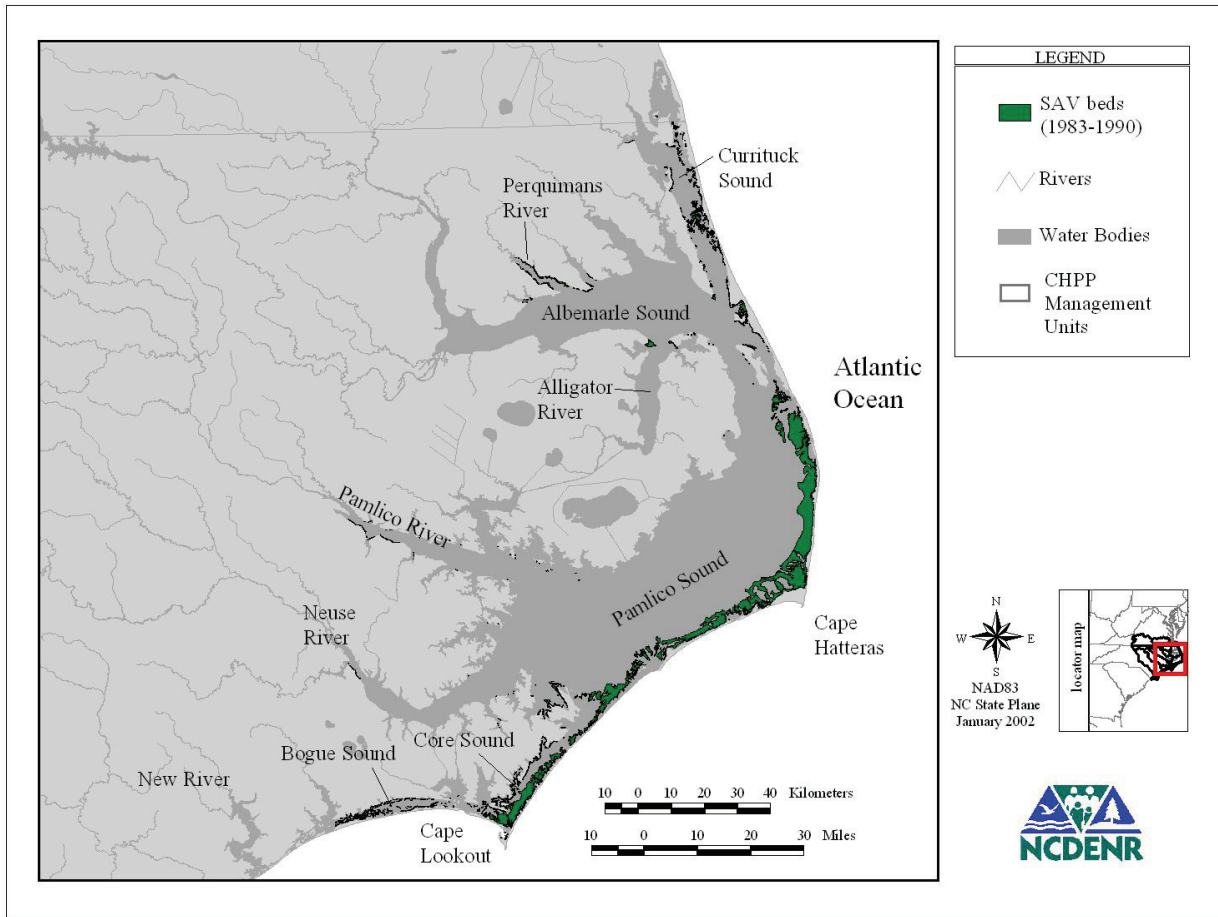 LEGEND
SAV beds
(1983-1990)
Rivers
Water Bodies
CHPP
Management
Units
Currituck
Sound
Perquimans
River
Albemarle Sound
Alligator
River
Atlantic
Ocean
Pamlico River
Pamlico Sound
Neuse
River
Cape
Hatteras
Core Sound
Bogue Sound
New River
Cape
Lookout
10 0 10 20 30 40 Kilometers
10 0 10 20 30 Miles
N
W E
S
NAD83
NC State Plane
January 2002
locator map
NCDENR